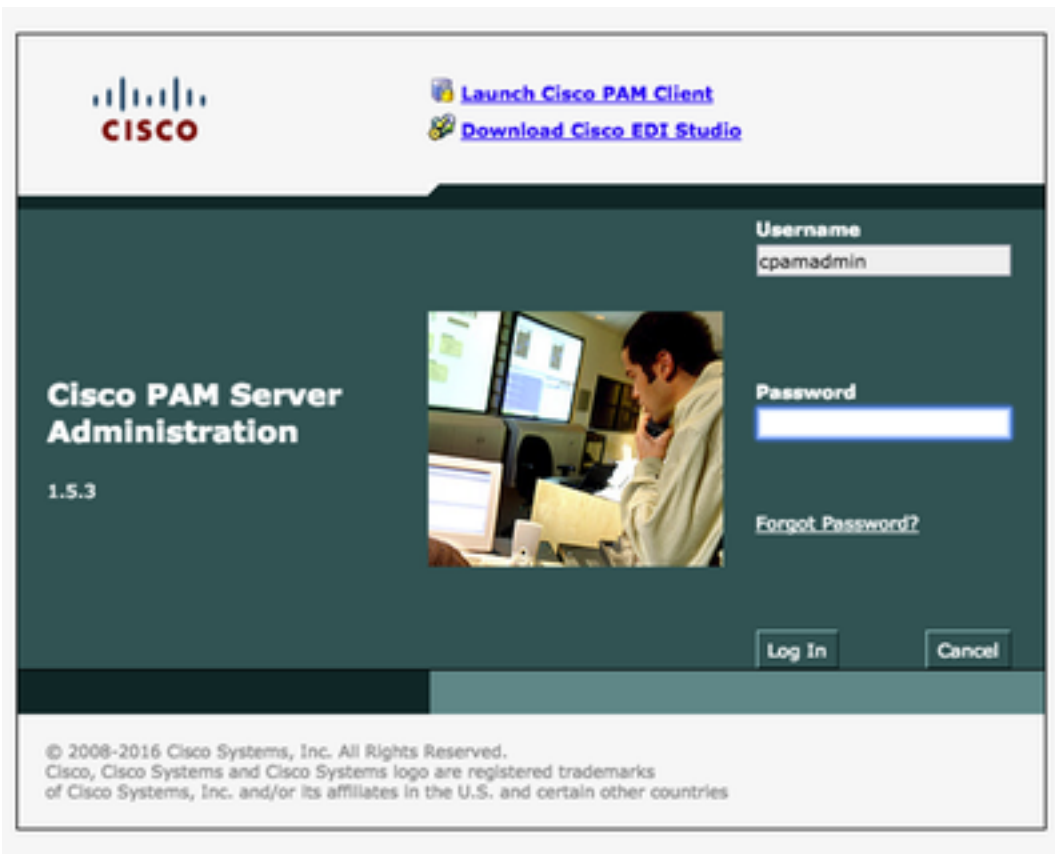 CISCO
Launch Cisco PAM Client
Download Cisco EDI Studio
Username
cpamadmin
Cisco PAM Server
Administration
1.5.3
Password
Forgot Password?
Log In
Cancel
© 2008-2016 Cisco Systems, Inc. All Rights Reserved.
Cisco, Cisco Systems and Cisco Systems logo are registered trademarks
of Cisco Systems, Inc. and/or its affiliates in the U.S. and certain other countries